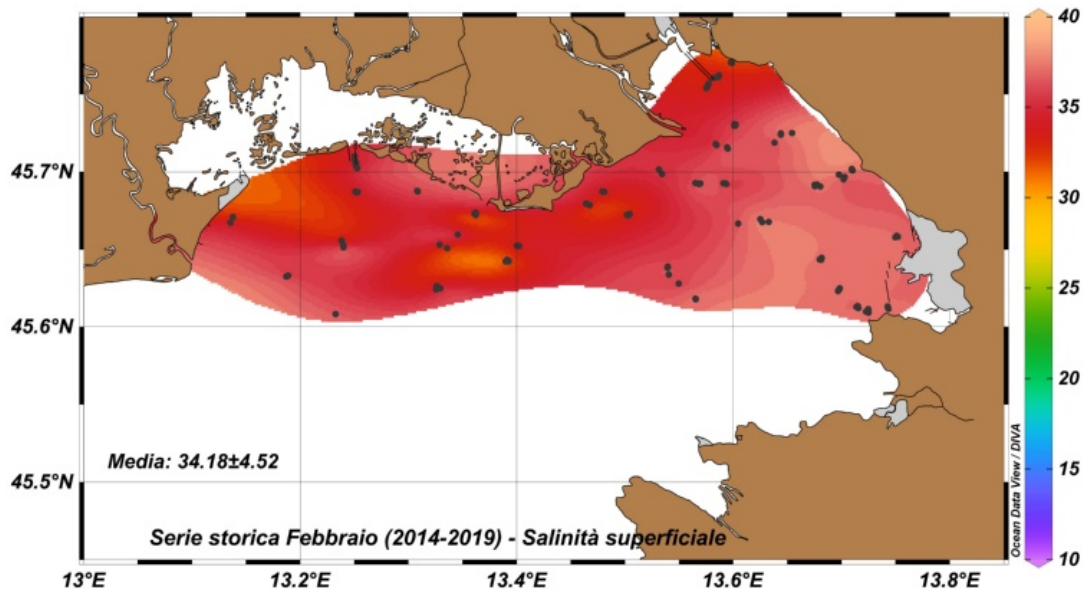 40
45.7°N
35
30
45.6°N
25
20
Media: 34.18±4.52
45.5°N
15
Serie storica Febbraio (2014-2019) - Salinità superficiale
Ocean Data View / DIVA
10
13°E
13.2°E
13.4°E
13.6°E
13.8°E